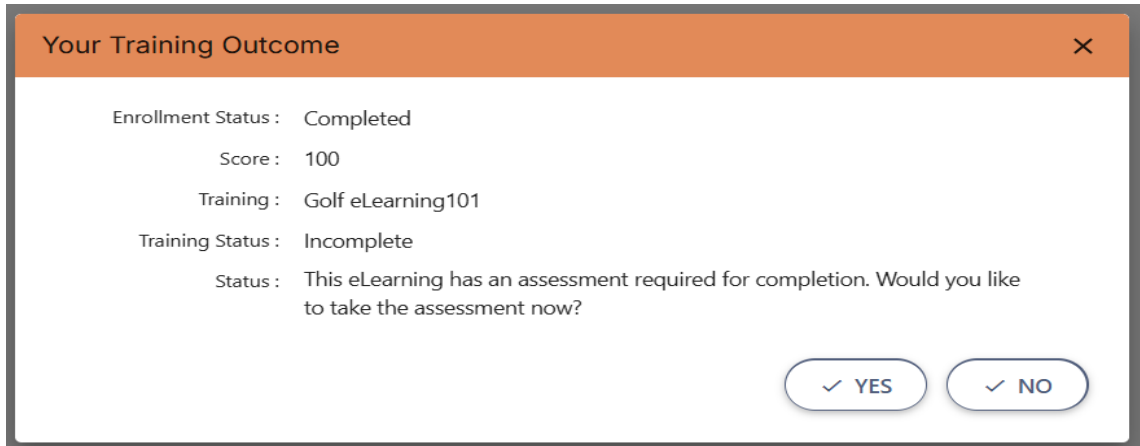 Your Training Outcome
Enrollment Status : Completed
Score : 100
Training : Golf eLearning101
Training Status : Incomplete
Status : This eLearning has an assessment required for completion. Would you like
to take the assessment now?
YES NO